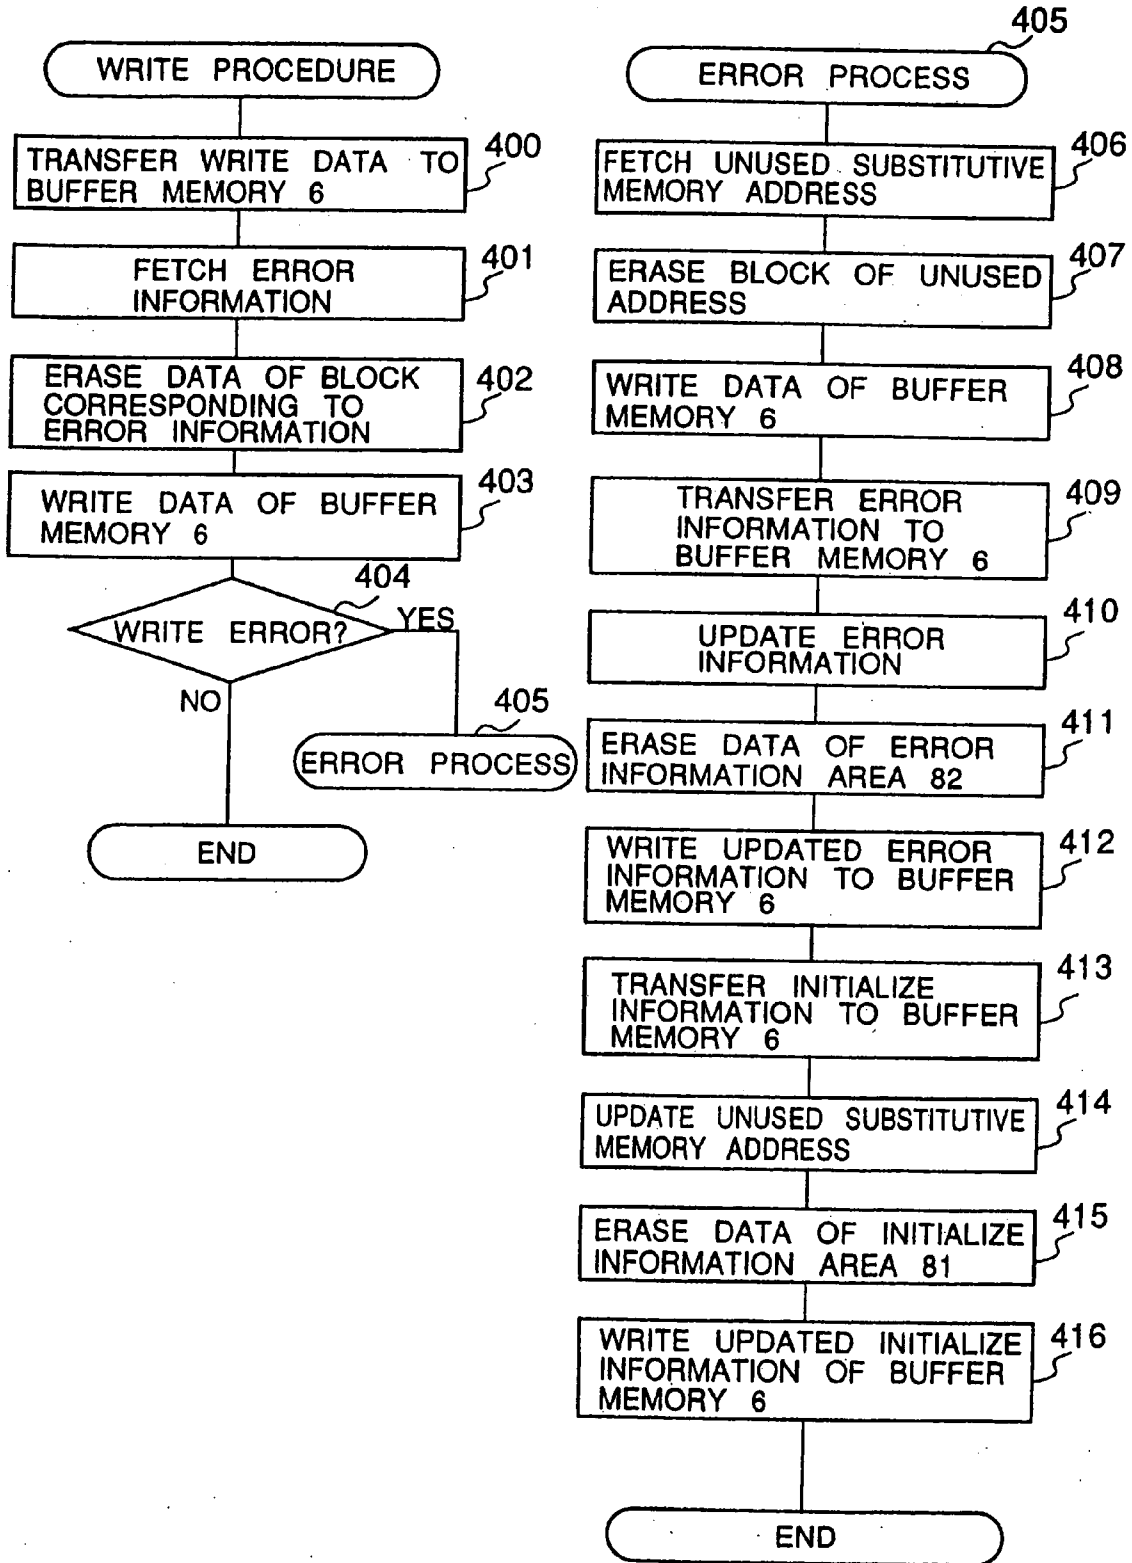 WRITE PROCEDURE
400
TRANSFER WRITE DATA TO
BUFFER MEMORY 6
401
FETCH ERROR
INFORMATION
402
ERASE DATA OF BLOCK
CORRESPONDING TO
ERROR INFORMATION
403
WRITE DATA OF BUFFER
MEMORY 6
404
WRITE ERROR?
YES
NO
405
ERROR PROCESS
END
405
ERROR PROCESS
406
FETCH UNUSED SUBSTITUTIVE
MEMORY ADDRESS
407
ERASE BLOCK OF UNUSED
ADDRESS
408
WRITE DATA OF BUFFER
MEMORY 6
409
TRANSFER ERROR
INFORMATION TO
BUFFER MEMORY 6
410
UPDATE ERROR
INFORMATION
411
ERASE DATA OF ERROR
INFORMATION AREA 82
412
WRITE UPDATED ERROR
INFORMATION TO BUFFER
MEMORY 6
413
TRANSFER INITIALIZE
INFORMATION TO BUFFER
MEMORY 6
414
UPDATE UNUSED SUBSTITUTIVE
MEMORY ADDRESS
415
ERASE DATA OF INITIALIZE
INFORMATION AREA 81
416
WRITE UPDATED INITIALIZE
INFORMATION OF BUFFER
MEMORY 6
END